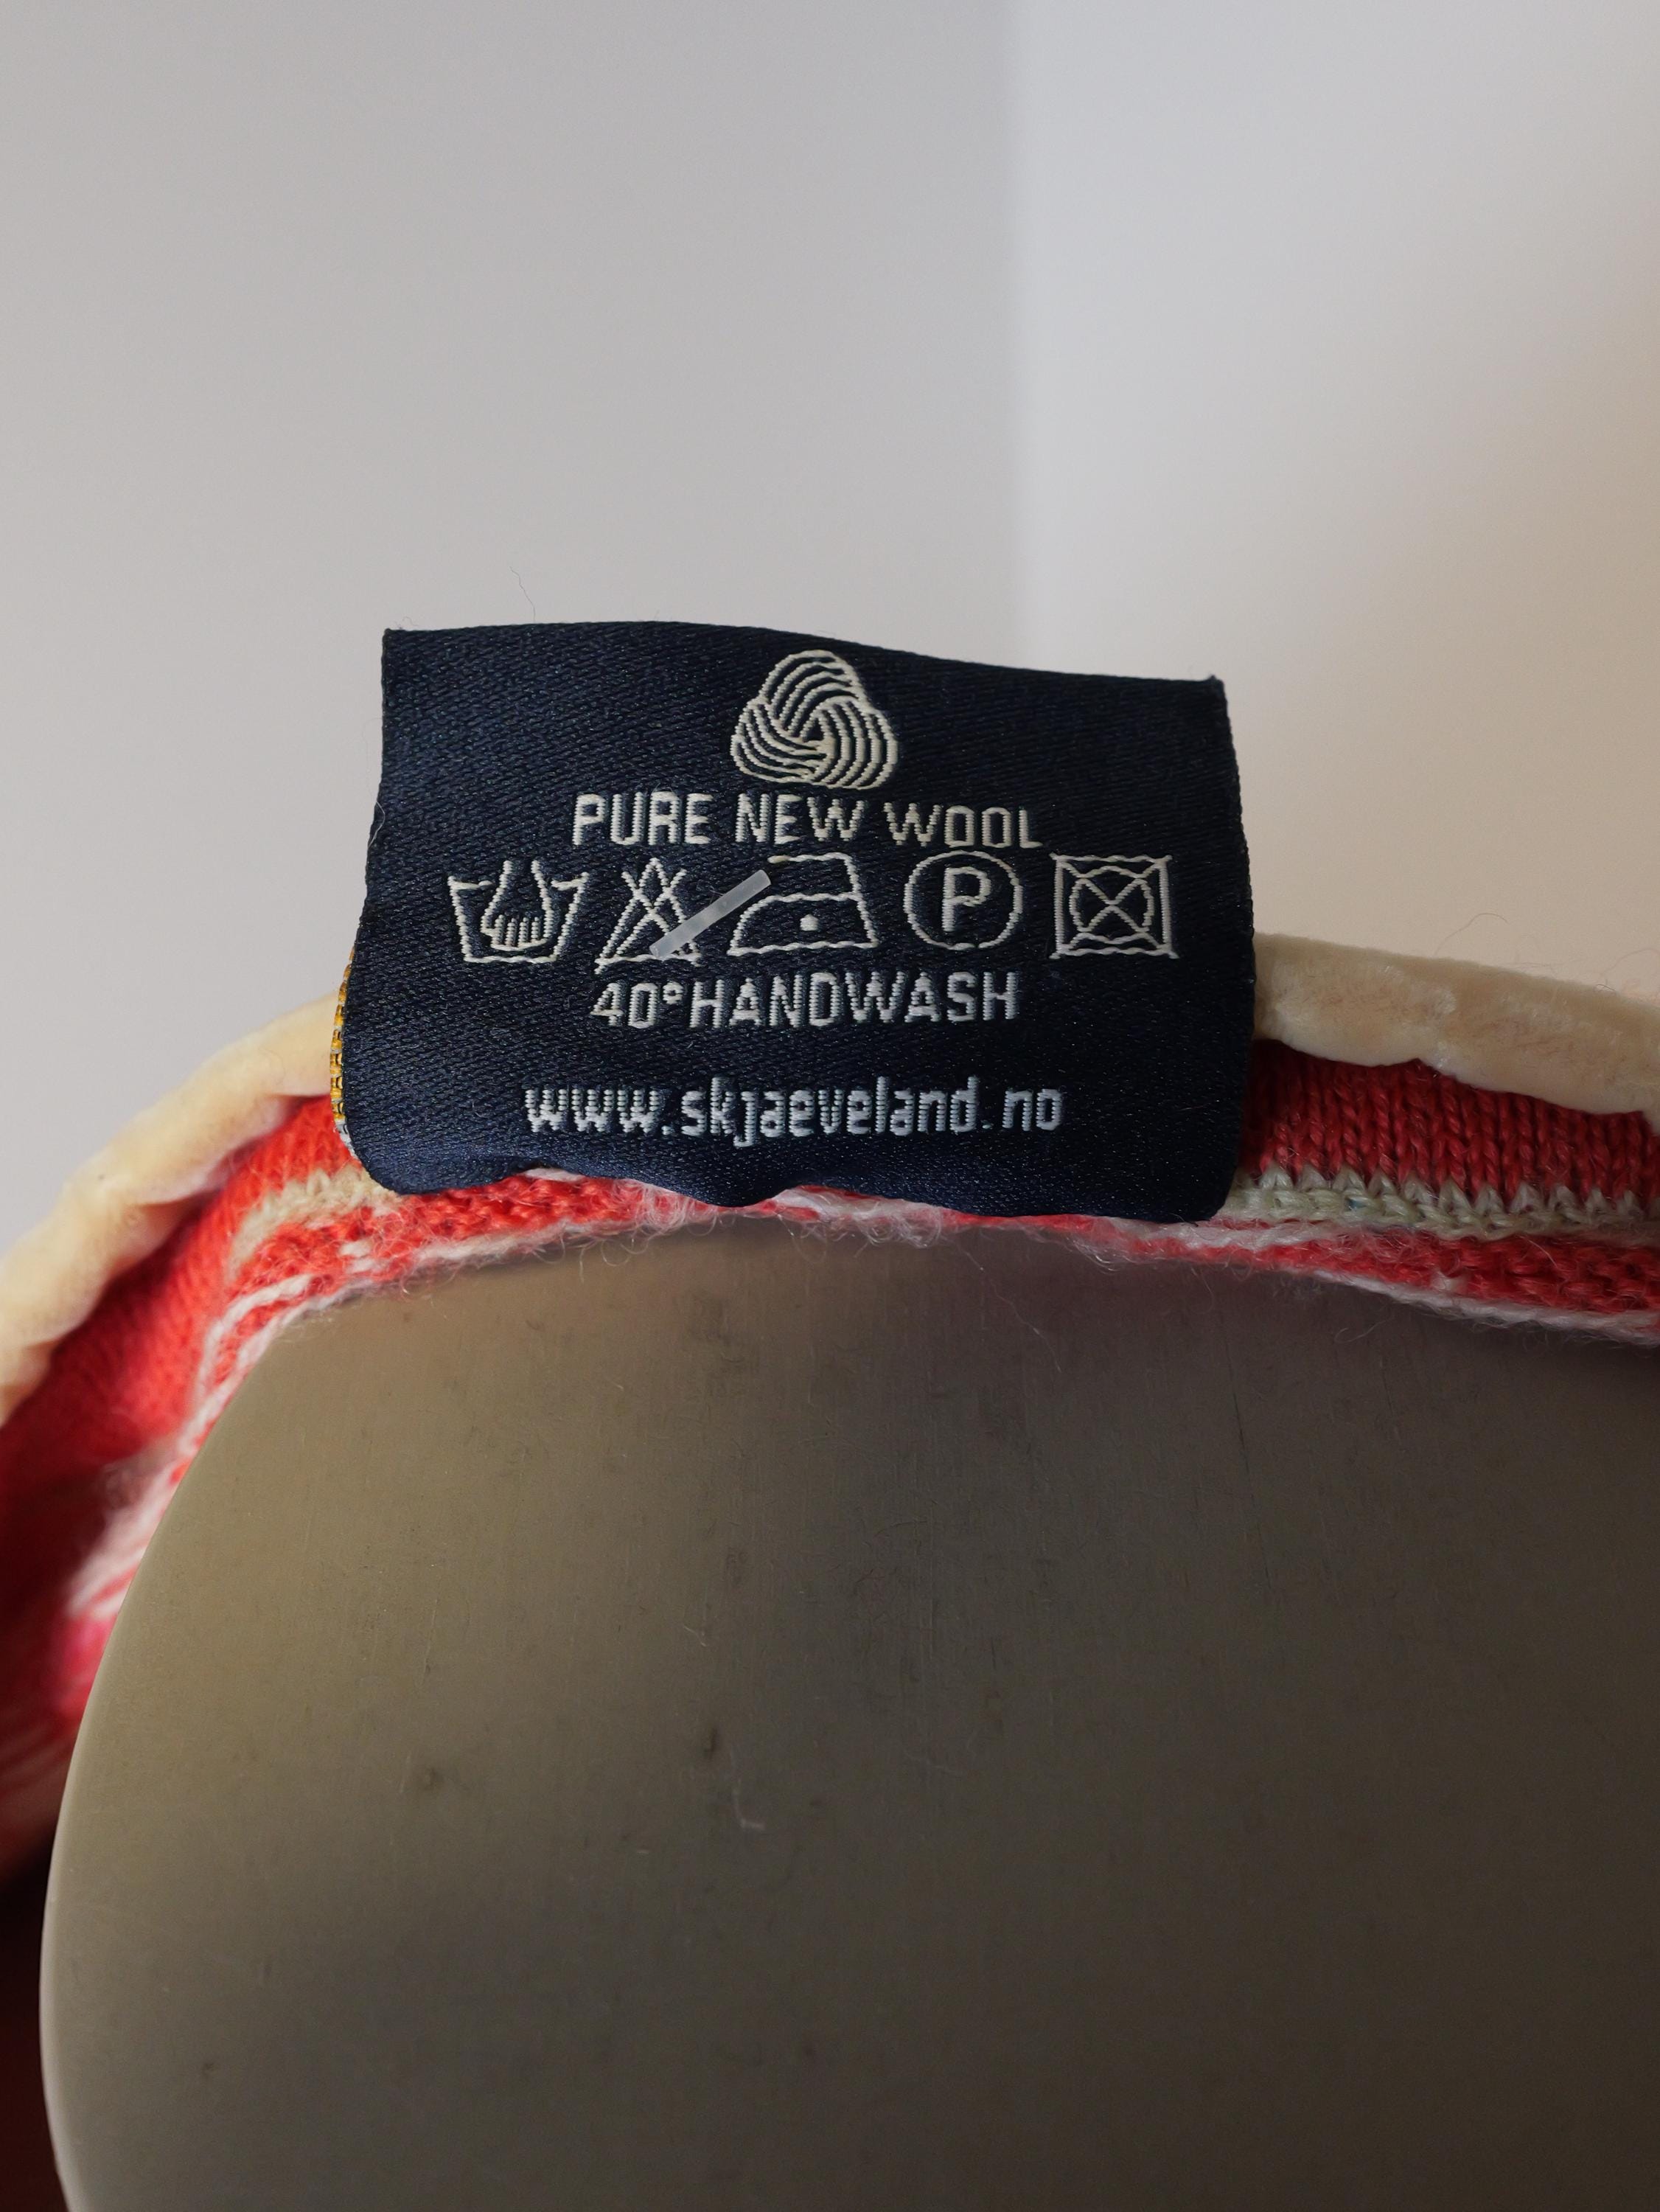 PURE NEW WOOL
P
40°HANDWASH
www.skjaeveland.no